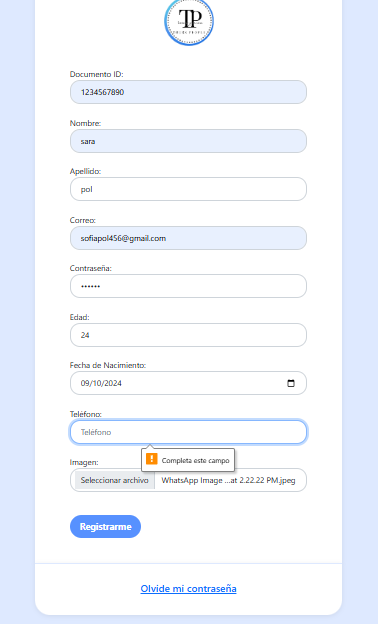 TP
Documento ID:
1234567890
Nombre:
sara
Apellido:
pol
Correo:
sofiapol456@gmail.com
Contraseña:
••••••
Edad:
24
Fecha de Nacimiento:
09/10/2024
Teléfono:
Teléfono
Completa este campo
Imagen:
Seleccionar archivo WhatsApp Image ...at 2.22.22 PM.jpeg
Registrarme
Olvide mi contraseña